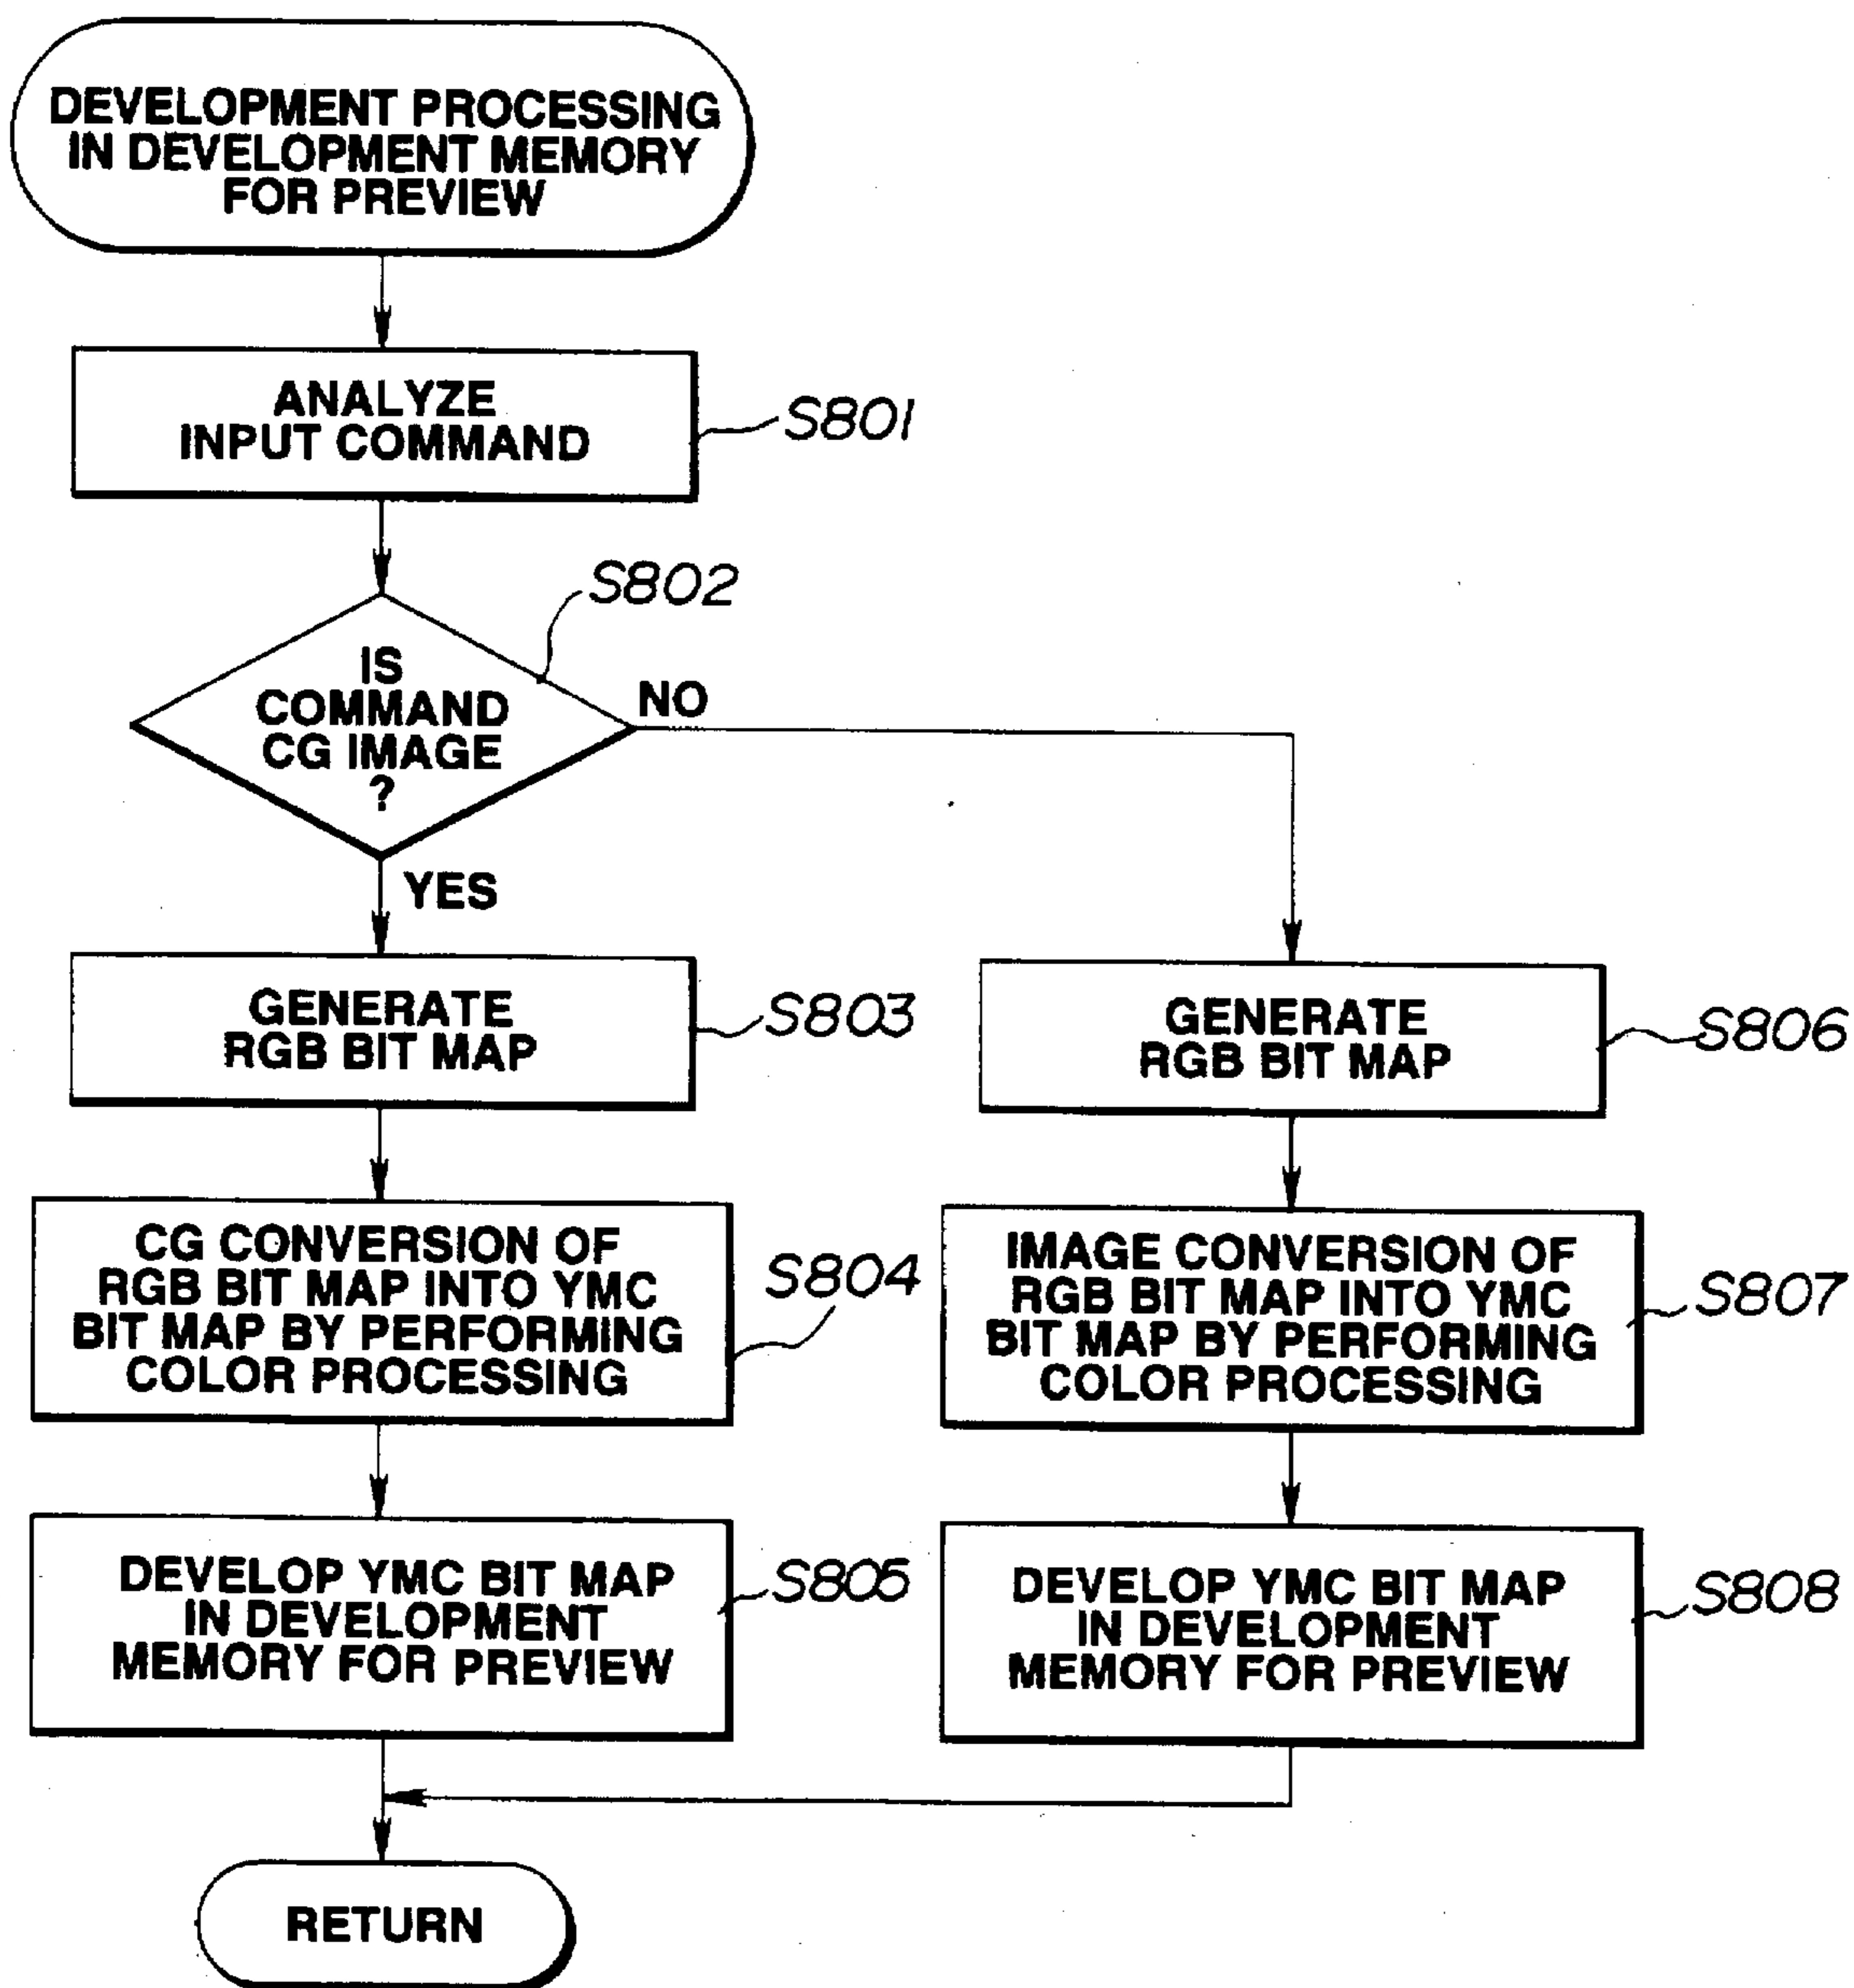 DEVELOPMENT PROCESSING
IN DEVELOPMENT MEMORY
FOR PREVIEW
ANALYZE
INPUT COMMAND
S801
S802
IS
COMMAND
CG IMAGE
?
NO
YES
GENERATE
RGB BIT MAP
S803
GENERATE
RGB BIT MAP
S806
CG CONVERSION OF
RGB BIT MAP INTO YMC
BIT MAP BY PERFORMING
COLOR PROCESSING
S804
IMAGE CONVERSION OF
RGB BIT MAP INTO YMC
BIT MAP BY PERFORMING
COLOR PROCESSING
S807
DEVELOP YMC BIT MAP
IN DEVELOPMENT
MEMORY FOR PREVIEW
S805
DEVELOP YMC BIT MAP
IN DEVELOPMENT
MEMORY FOR PREVIEW
S808
RETURN